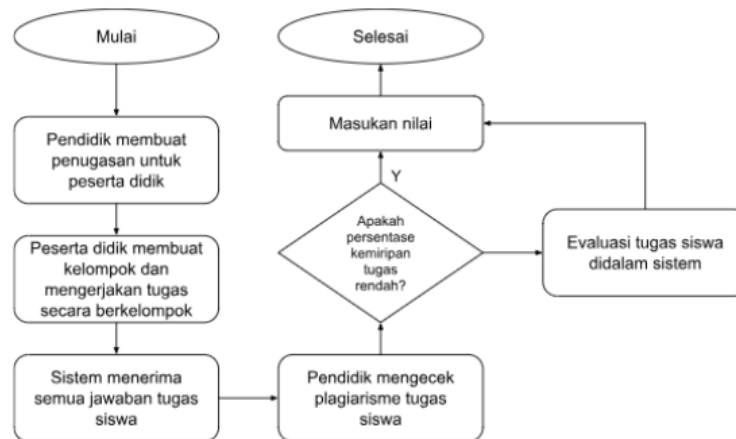 Mulai
Pendidik membuat
penugasan untuk
peserta didik
Peserta didik membuat
kelompok dan
mengerjakan tugas
secara berkelompok
Sistem menerima
semua jawaban tugas
siswa
Pendidik mengecek
plagiarisme tugas
siswa
Apakah
persentase
kemiripan
tugas
rendah?
Y
Evaluasi tugas siswa
didalam sistem
Masukan nilai
Selesai